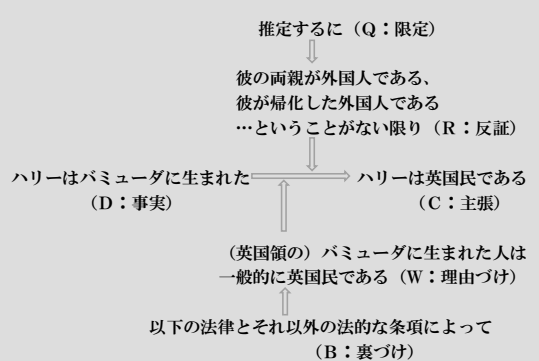 推定するに（Q：限定）
彼の両親が外国人である、
彼が帰化した外国人である
…ということがない限り（R：反証）
ハリーはバミューダに生まれた
（D：事実）
ハリーは英国民である
（C：主張）
（英国領の）バミューダに生まれた人は
一般的に英国民である（W：理由づけ）
以下の法律とそれ以外の法的な条項によって
（B：裏づけ）